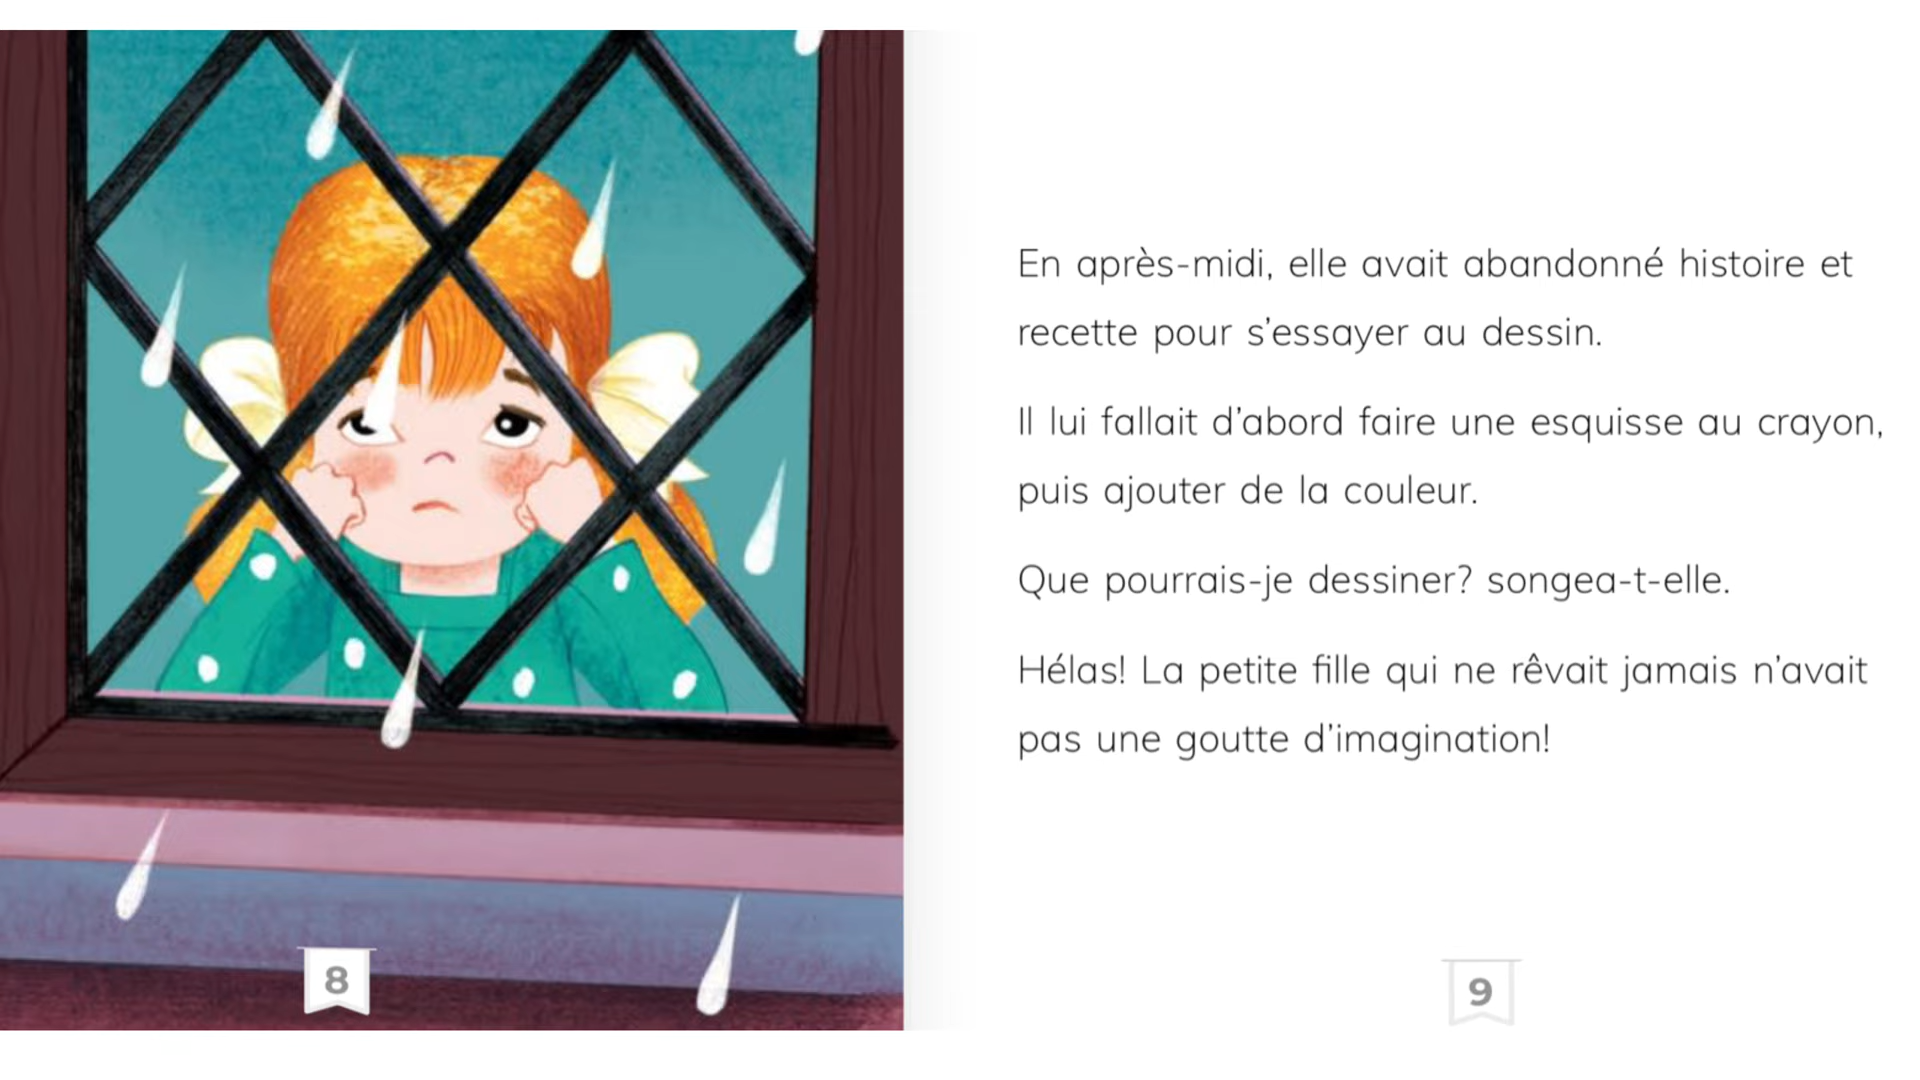 En après-midi, elle avait abandonné histoire et
recette pour s’essayer au dessin.
Il lui fallait d’abord faire une esquisse au crayon,
puis ajouter de la couleur.
Que pourrais-je dessiner? songea-t-elle.
Hélas! La petite fille qui ne rêvait jamais n’avait
pas une goutte d’imagination!
8
9